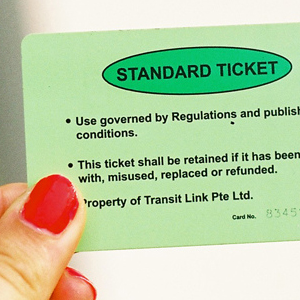 STANDARD TICKET
• Use governed by Regulations and publish
conditions.
• This ticket shall be retained if it has been
with, misused, replaced or refunded.
Property of Transit Link Pte Ltd.
Card No. 8345